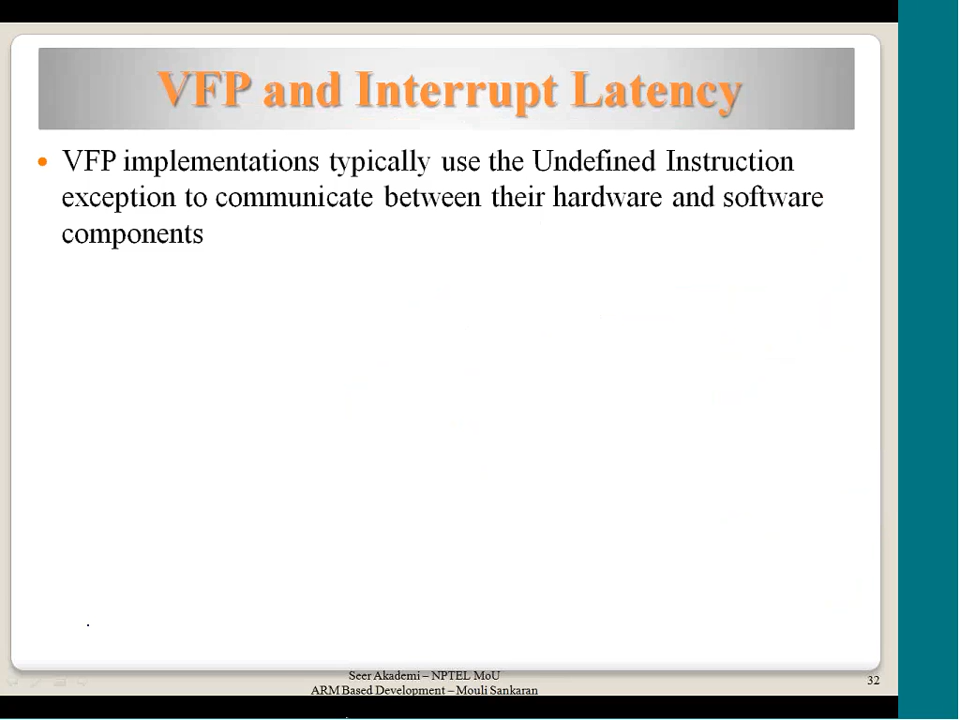 VFP and Interrupt Latency
• VFP implementations typically use the Undefined Instruction
exception to communicate between their hardware and software
components
.
Seer Akademi – NPTEL MoU
ARM Based Development – Mouli Sankaran
32